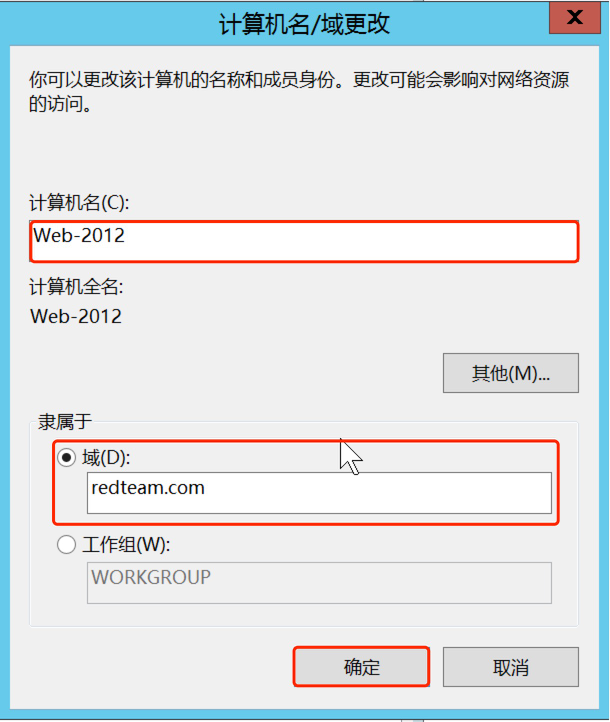 计算机名/域更改
X
你可以更改该计算机的名称和成员身份。更改可能会影响对网络资源
的访问。
计算机名(C):
Web-2012
计算机全名:
Web-2012
其他(M)...
隶属于
域(D):
redteam.com
工作组(W):
WORKGROUP
确定
取消